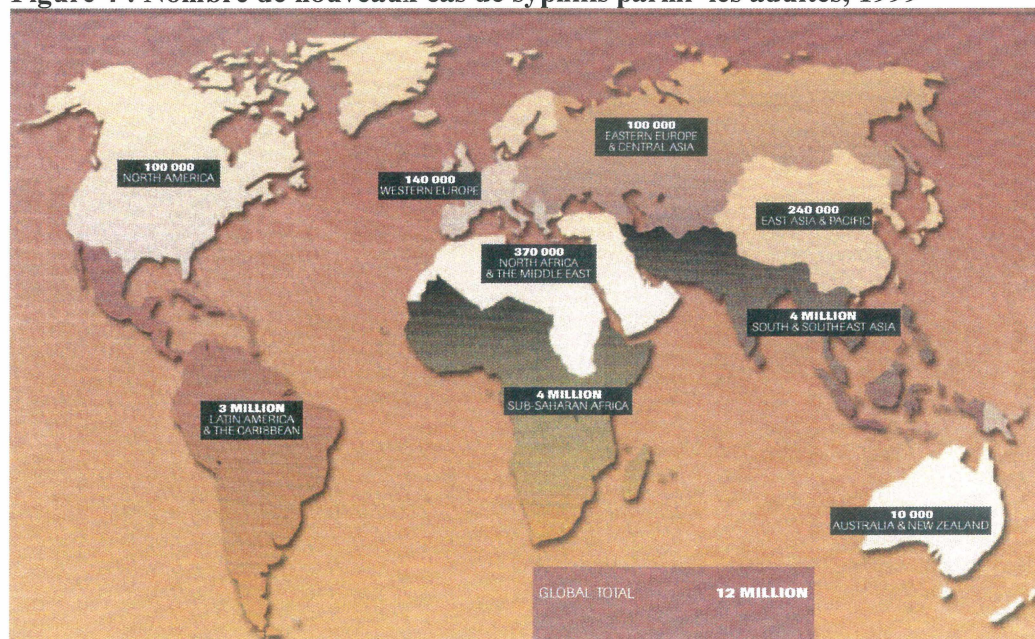 Figure 4 : Nombre de nouveaux cas de syphilis parmi les adultes, 1999
100 000
NORTH AMERICA
140 000
WESTERN EUROPE
100 000
EASTERN EUROPE
& CENTRAL ASIA
240 000
EAST ASIA & PACIFIC
370 000
NORTH AFRICA
& THE MIDDLE EAST
4 MILLION
SOUTH & SOUTHEAST ASIA
3 MILLION
LATIN AMERICA
& THE CARIBBEAN
4 MILLION
SUB-SAHARAN AFRICA
10 000
AUSTRALIA & NEW ZEALAND
GLOBAL TOTAL 12 MILLION